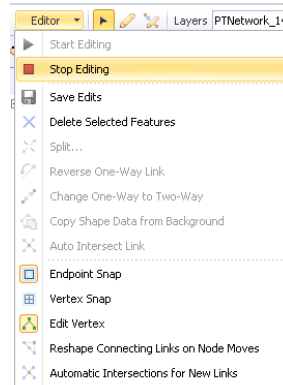 Editor Layers PTNetwork_1
Start Editing
Stop Editing
Save Edits
Delete Selected Features
Split...
Reverse One-Way Link
Change One-Way to Two-Way
Copy Shape Data from Background
Auto Intersect Link
Endpoint Snap
Vertex Snap
Edit Vertex
Reshape Connecting Links on Node Moves
Automatic Intersections for New Links